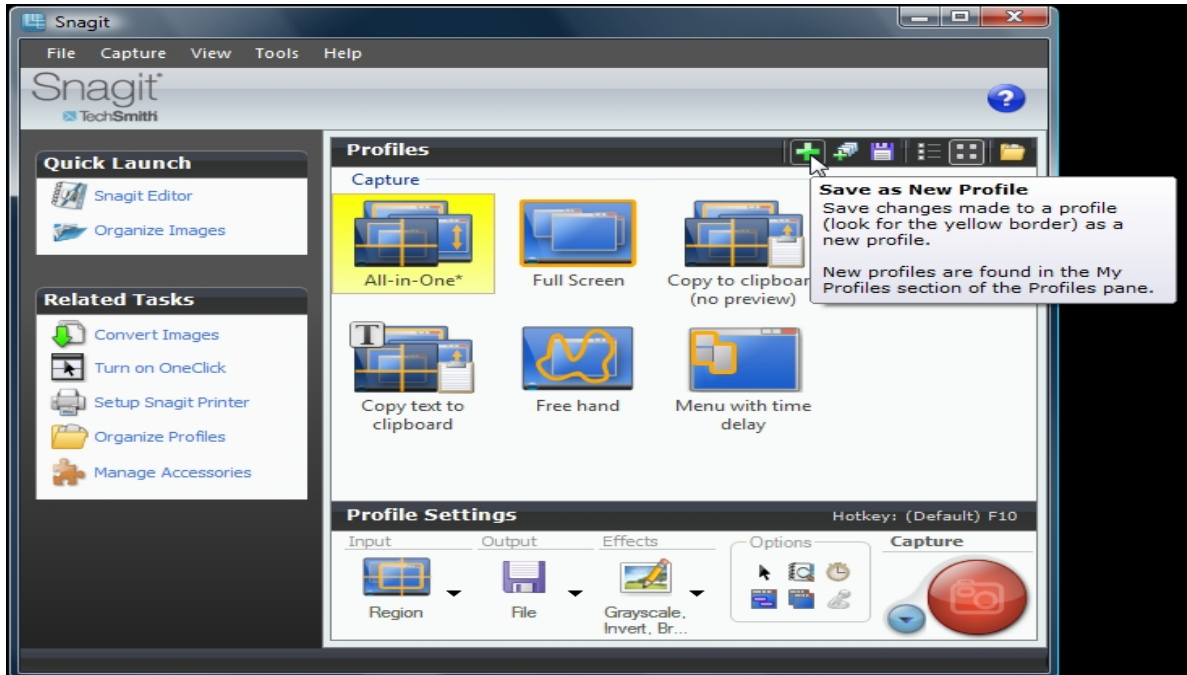 Snagit
File Capture View Tools Help
Snagit
TechSmith
Quick Launch
Snagit Editor
Organize Images
Related Tasks
Convert Images
Turn on OneClick
Setup Snagit Printer
Organize Profiles
Manage Accessories
Profiles
Capture
Save as New Profile
Save changes made to a profile
(look for the yellow border) as a
new profile.
New profiles are found in the My
Profiles section of the Profiles pane.
All-in-One*
Full Screen
Copy to clipboar
(no preview)
T
Copy text to
clipboard
Free hand
Menu with time
delay
Profile Settings
Hotkey: (Default) F10
Input
Output
Effects
Options
Capture
Region
File
Grayscale,
Invert, Br...